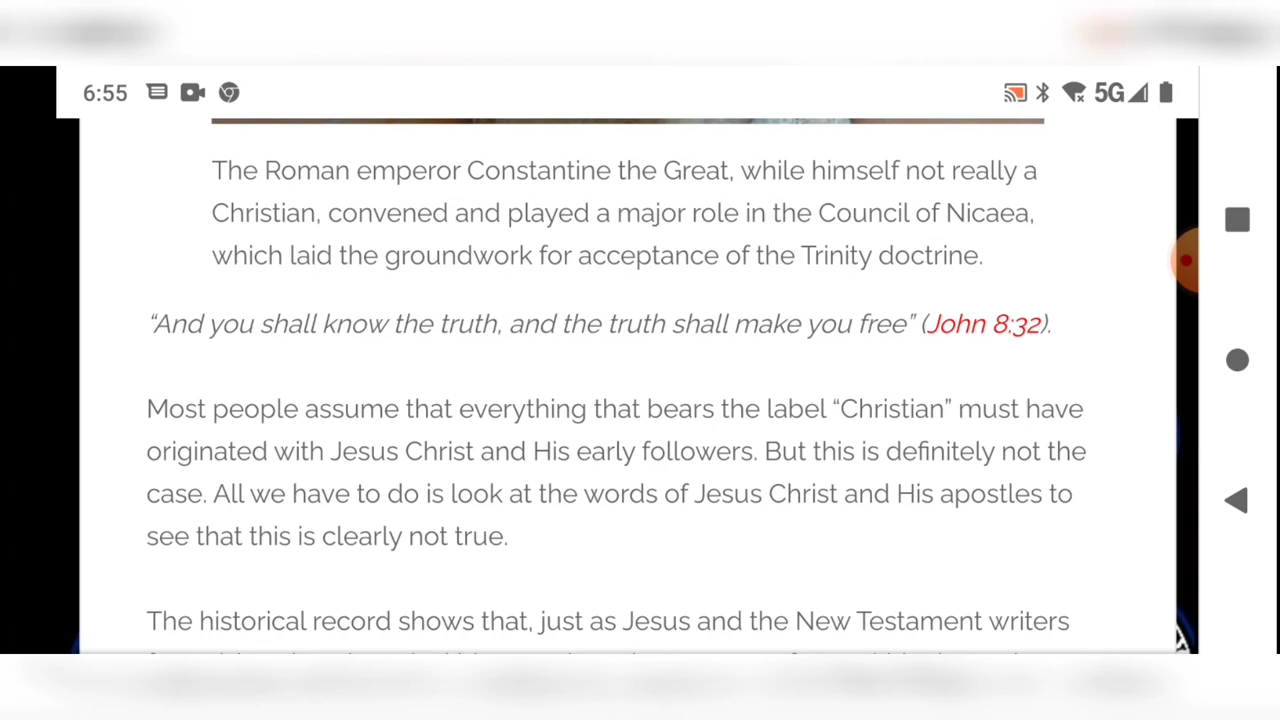 6:55
5G
The Roman emperor Constantine the Great, while himself not really a
Christian, convened and played a major role in the Council of Nicaea,
which laid the groundwork for acceptance of the Trinity doctrine.
“And you shall know the truth, and the truth shall make you free” (John 8:32).
Most people assume that everything that bears the label “Christian” must have
originated with Jesus Christ and His early followers. But this is definitely not the
case. All we have to do is look at the words of Jesus Christ and His apostles to
see that this is clearly not true.
The historical record shows that, just as Jesus and the New Testament writers